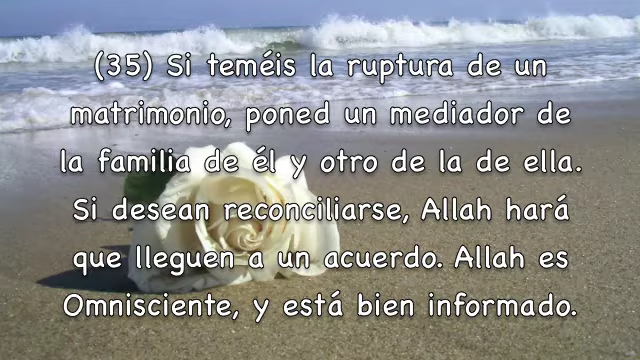 (35) Si teméis la ruptura de un
matrimonio, poned un mediador de
la familia de él y otro de la de ella.
Si desean reconciliarse, Allah hará
que lleguen a un acuerdo. Allah es
Omnisciente, y está bien informado.